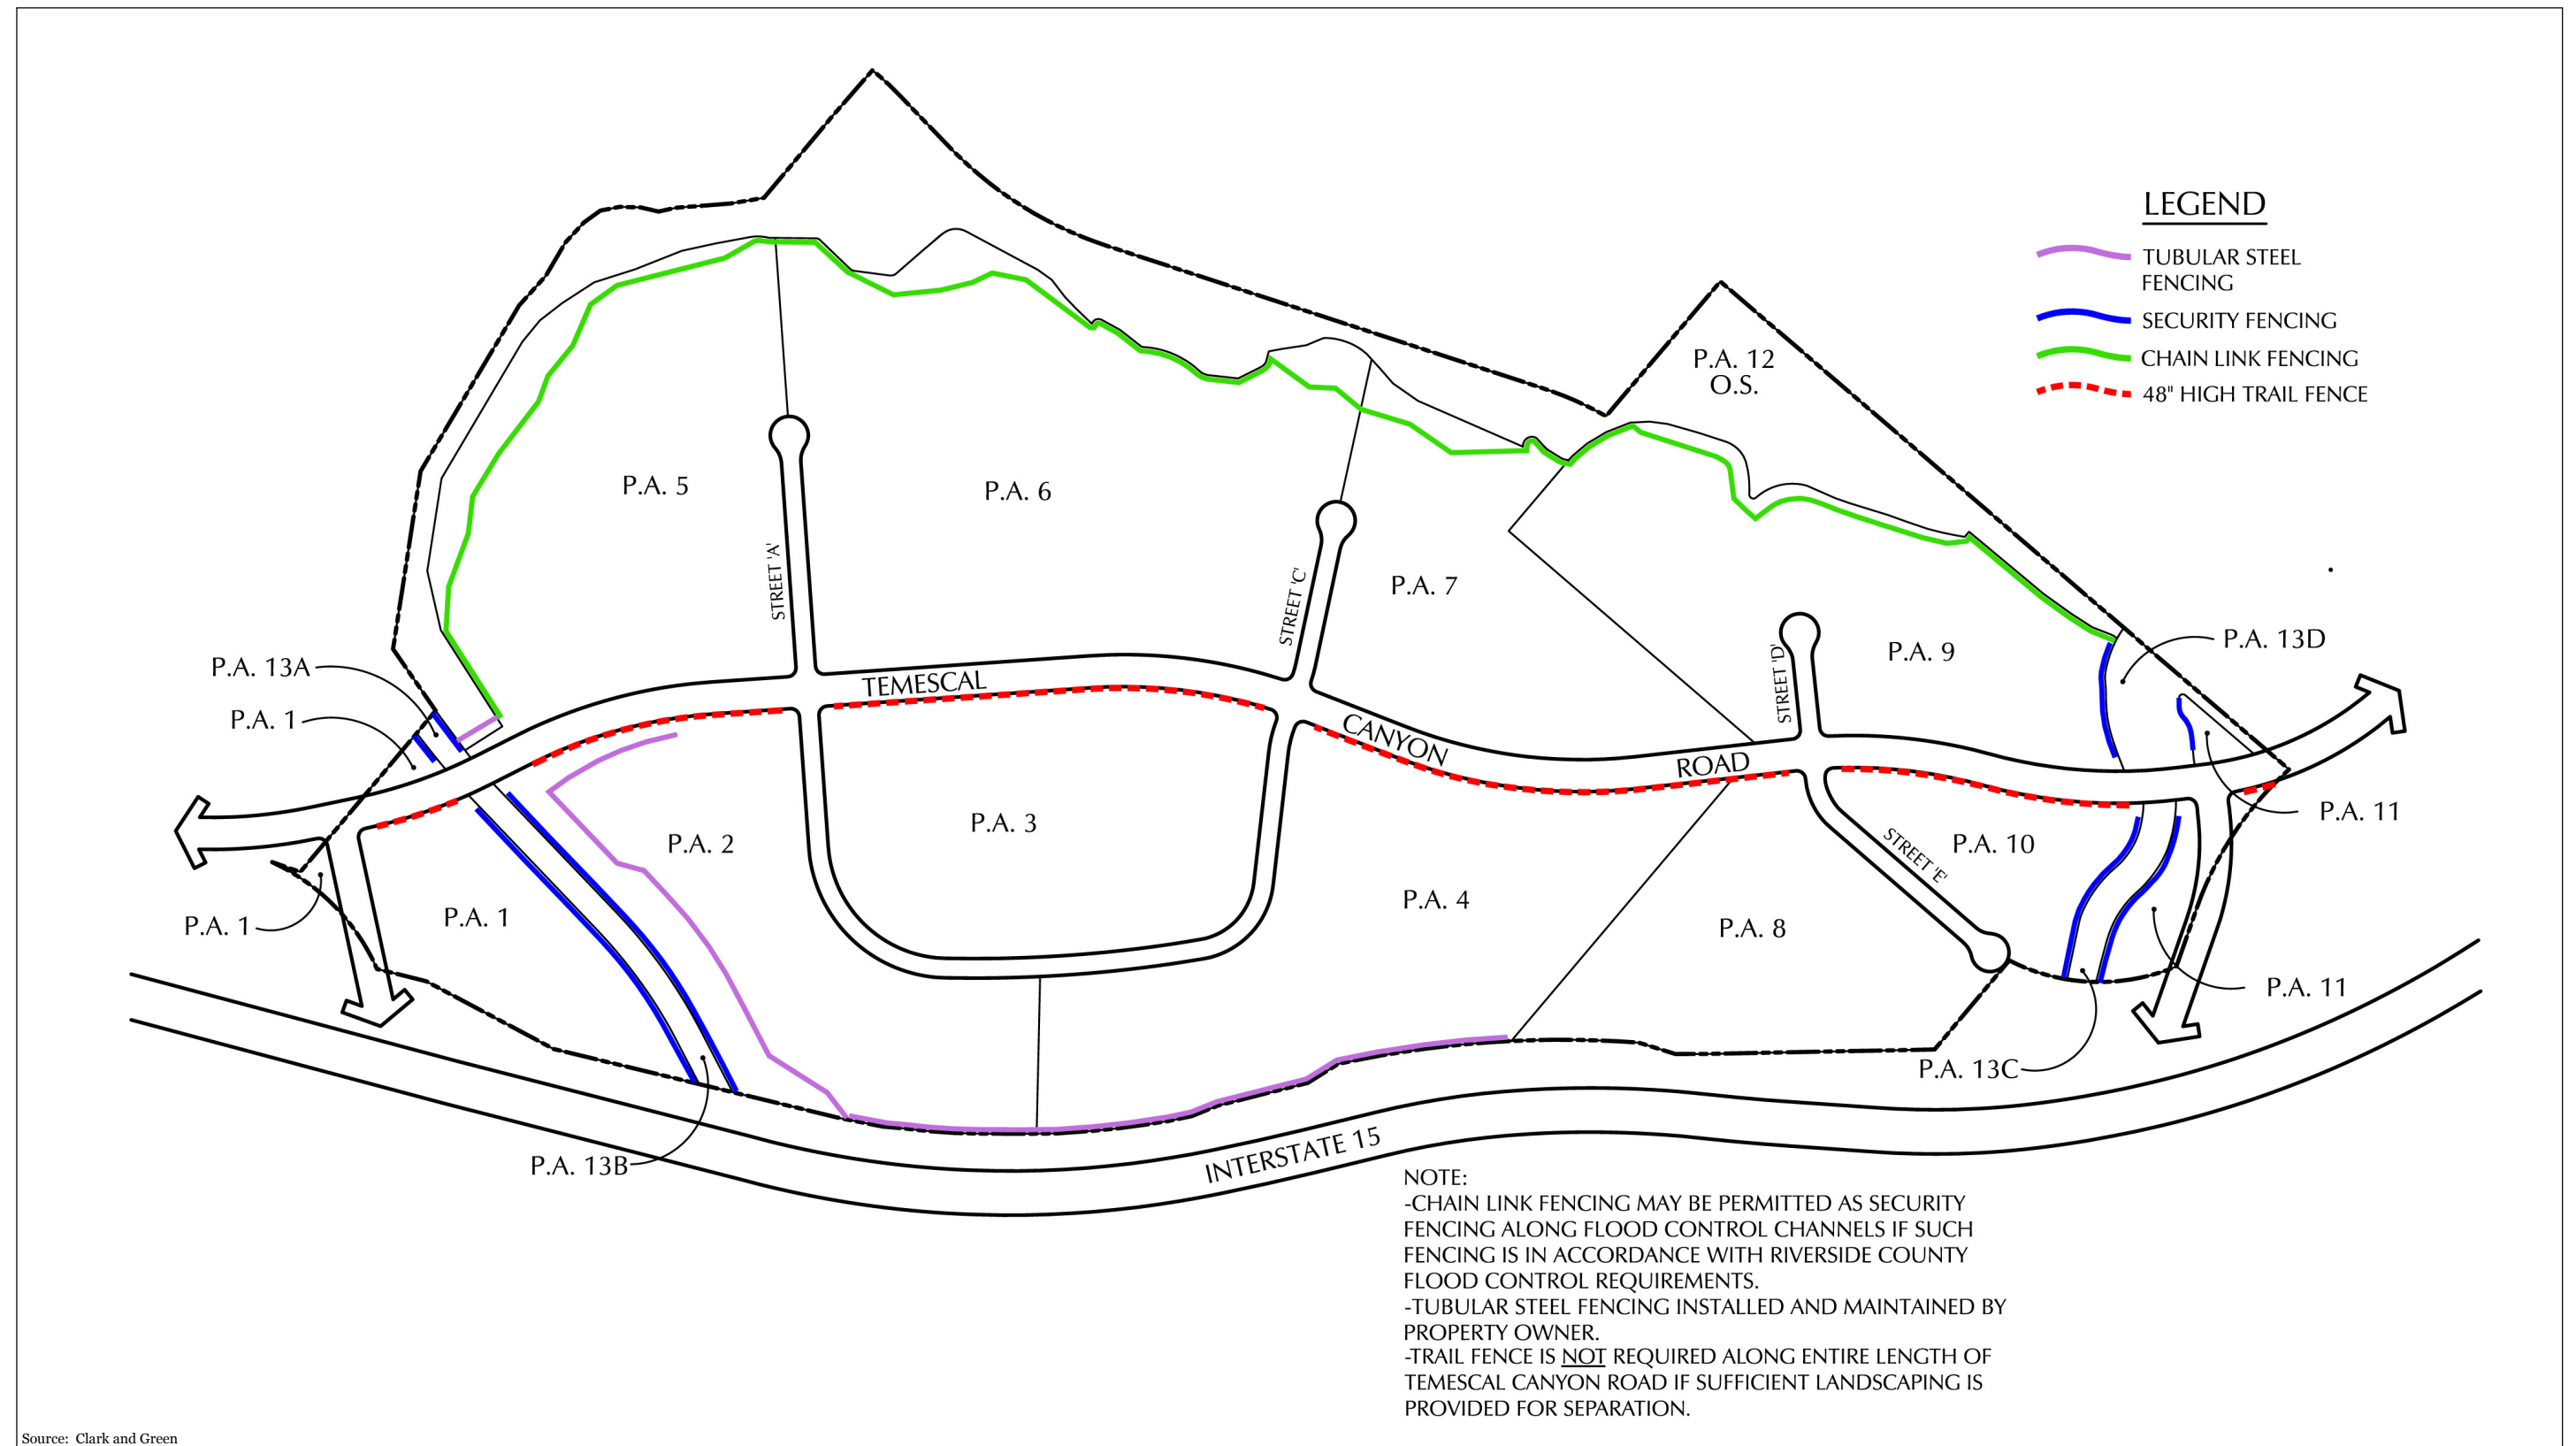 LEGEND
TUBULAR STEEL
FENCING
SECURITY FENCING
CHAIN LINK FENCING
48" HIGH TRAIL FENCE
P.A. 12
O.S.
P.A. 5
P.A. 6
STREET 'A'
STREET 'C'
P.A. 7
STREET 'D'
P.A. 9
P.A. 13D
P.A. 13A
P.A. 1
TEMESCAL
CANYON
ROAD
P.A. 11
P.A. 2
P.A. 3
P.A. 10
STREET 'E'
P.A. 1
P.A. 1
P.A. 4
P.A. 8
P.A. 11
P.A. 13C
P.A. 13B
INTERSTATE 15
NOTE:
-CHAIN LINK FENCING MAY BE PERMITTED AS SECURITY
FENCING ALONG FLOOD CONTROL CHANNELS IF SUCH
FENCING IS IN ACCORDANCE WITH RIVERSIDE COUNTY
FLOOD CONTROL REQUIREMENTS.
-TUBULAR STEEL FENCING INSTALLED AND MAINTAINED BY
PROPERTY OWNER.
-TRAIL FENCE IS NOT REQUIRED ALONG ENTIRE LENGTH OF
TEMESCAL CANYON ROAD IF SUFFICIENT LANDSCAPING IS
PROVIDED FOR SEPARATION.
Source: Clark and Green